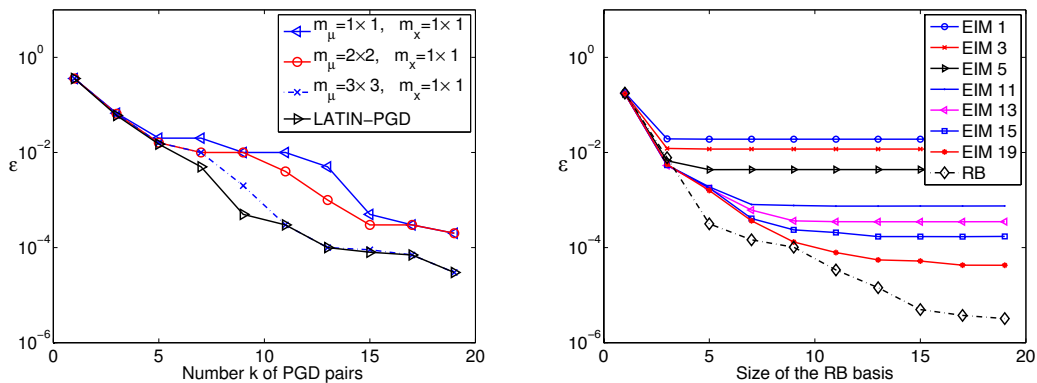 m_μ=1×1, m_x=1×1
m_μ=2×2, m_x=1×1
m_μ=3×3, m_x=1×1
LATIN−PGD
10^0
10^−2
10^−4
10^−6
ε
0 5 10 15 20
Number k of PGD pairs
EIM 1
EIM 3
EIM 5
EIM 11
EIM 13
EIM 15
EIM 19
RB
10^0
10^−2
10^−4
10^−6
ε
0 5 10 15 20
Size of the RB basis